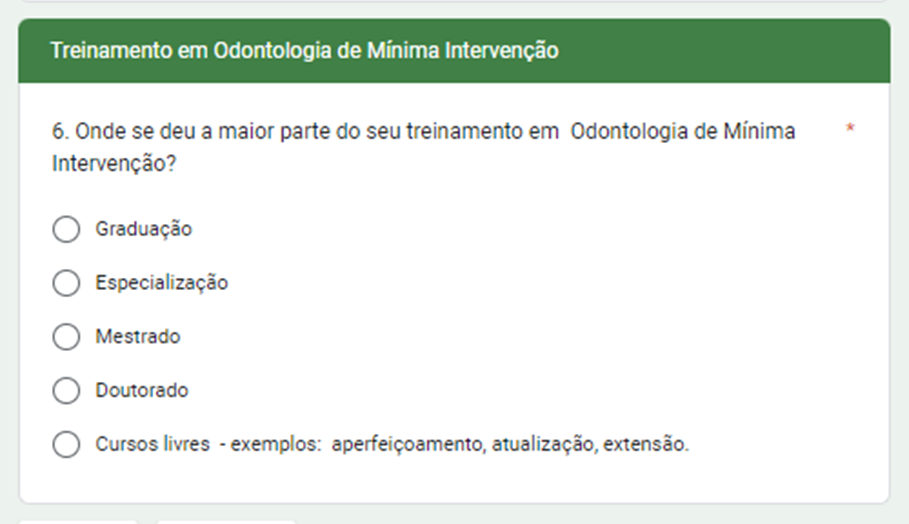 Treinamento em Odontologia de Mínima Intervenção
6. Onde se deu a maior parte do seu treinamento em  Odontologia de Mínima *
Intervenção?
Graduação
Especialização
Mestrado
Doutorado
Cursos livres  - exemplos:  aperfeiçoamento, atualização, extensão.